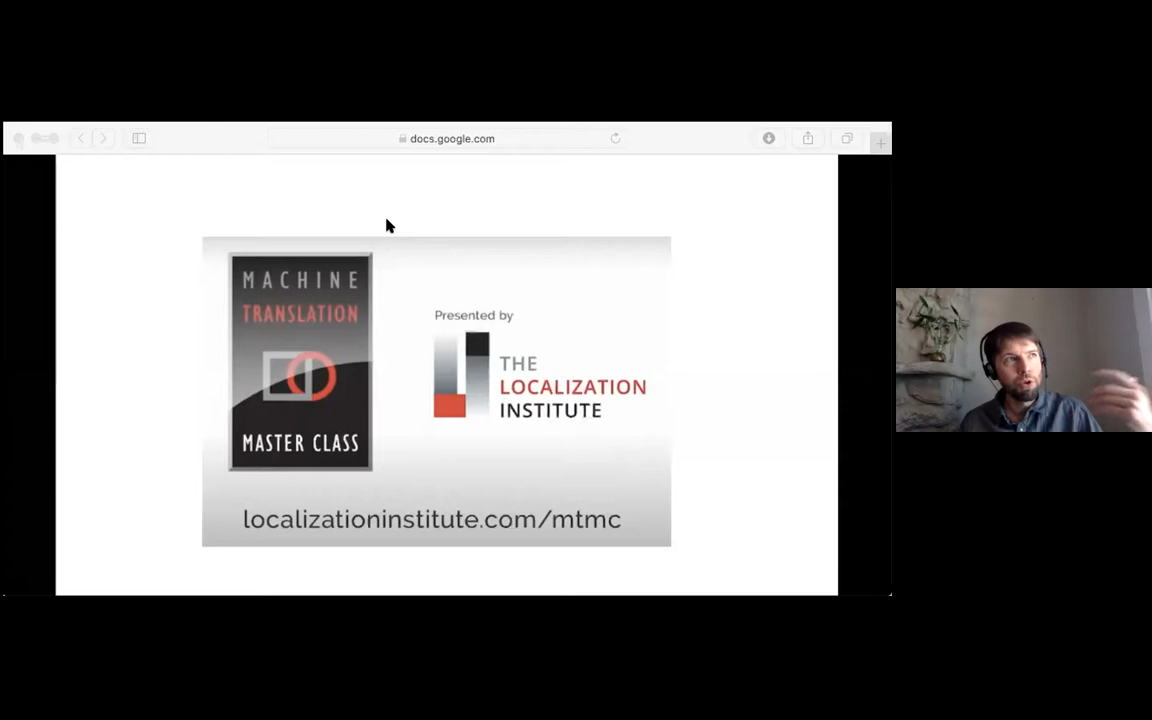 docs.google.com
MACHINE
TRANSLATION
MASTER CLASS
Presented by
THE
LOCALIZATION
INSTITUTE
localizationinstitute.com/mtmc